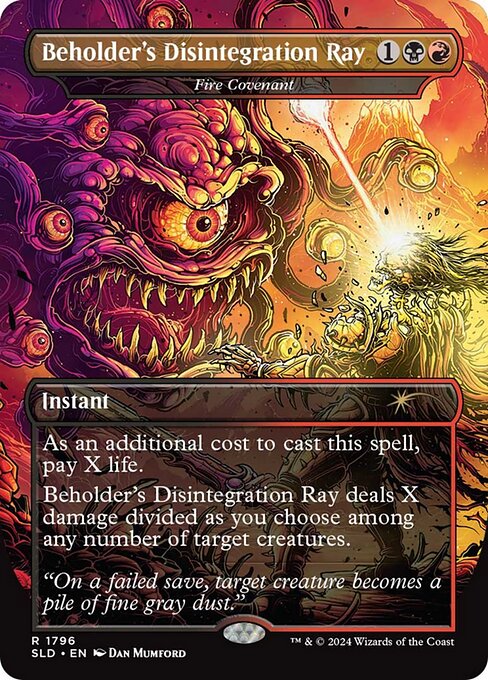 Beholder's Disintegration Ray 1
Fire Covenant
Instant
As an additional cost to cast this spell,
pay X life.
Beholder's Disintegration Ray deals X
damage divided as you choose among
any number of target creatures.
“On a failed save, target creature becomes a
pile of fine gray dust.”
R 1796
SLD • EN Dan Mumford
™ & © 2024 Wizards of the Coast